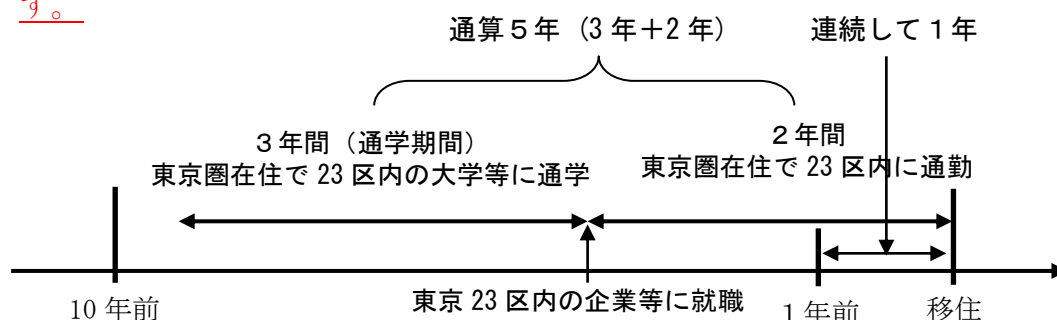 す。
通算５年（3 年＋2 年）
連続して１年
３年間（通学期間）
東京圏在住で 23 区内の大学等に通学
２年間
東京圏在住で 23 区内に通勤
10 年前
東京 23 区内の企業等に就職
１年前
移住